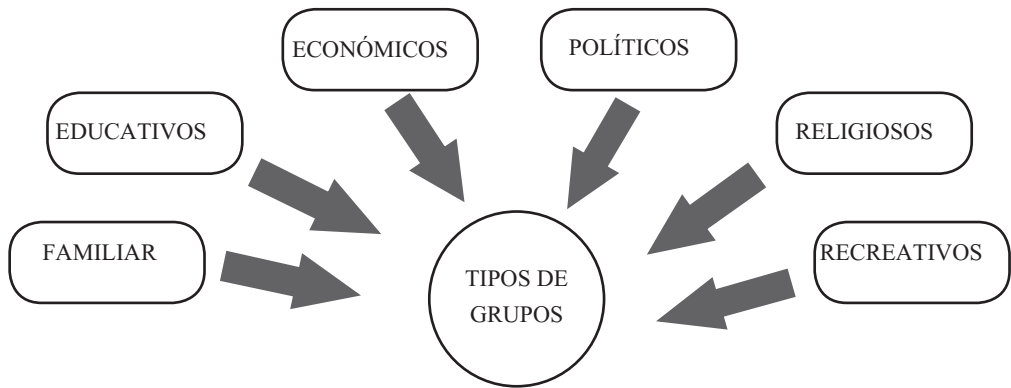 ECONÓMICOS
POLÍTICOS
EDUCATIVOS
RELIGIOSOS
FAMILIAR
RECREATIVOS
TIPOS DE
GRUPOS